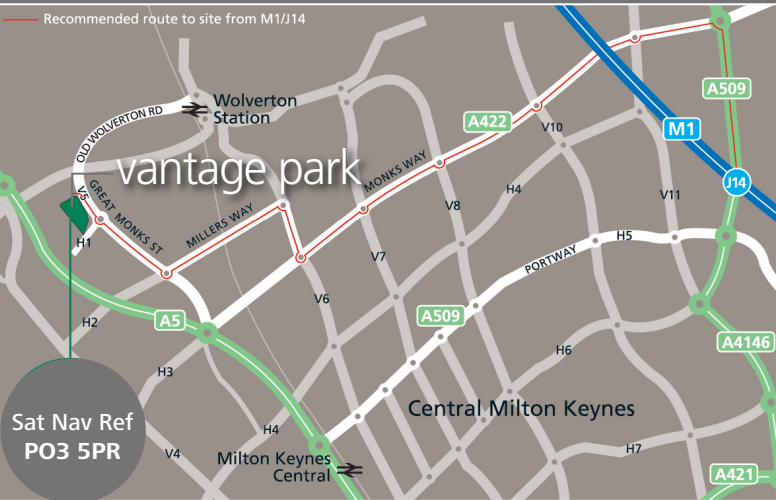 Recommended route to site from M1/J14
A509
Wolverton
Station
OLD WOLVERTON RD
A422
V10
M1
vantage park
MONKS WAY
J14
V5
GREAT MONKS ST
H4
V11
MILLERS WAY
V8
H1
H5
V7
PORTWAY
V6
H2
A5
A509
A4146
H6
H3
Central Milton Keynes
Sat Nav Ref
PO3 5PR
H4
V4
Milton Keynes
Central
H7
A421